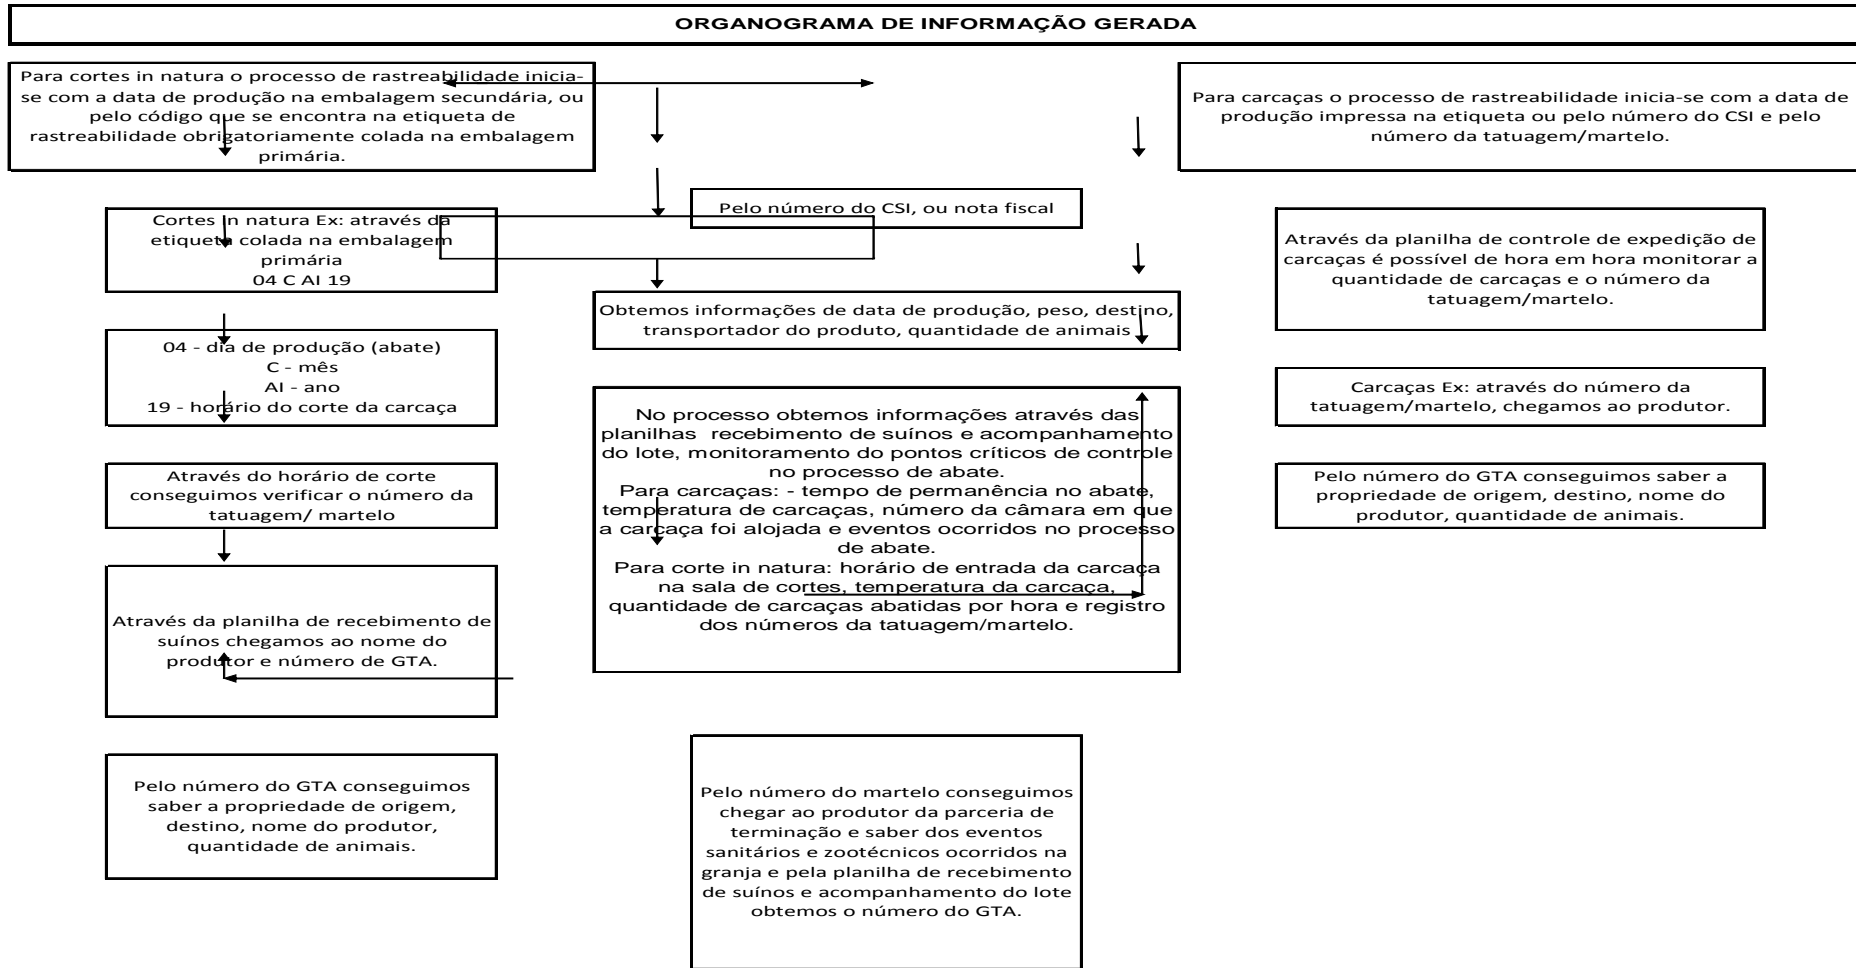 ORGANOGRAMA DE INFORMAÇÃO GERADA
Para cortes in natura o processo de rastreabilidade inicia-
se com a data de produção na embalagem secundária, ou
pelo código que se encontra na etiqueta de
rastreabilidade obrigatoriamente colada na embalagem
primária.
Cortes in natura Ex: através da
etiqueta colada na embalagem
primária
04 C AI 19
04 - dia de produção (abate)
C - mês
AI - ano
19 - horário do corte da carcaça
Através do horário de corte
conseguimos verificar o número da
tatuagem/ martelo
Através da planilha de recebimento de
suínos chegamos ao nome do
produtor e número de GTA.
Pelo número do GTA conseguimos
saber a propriedade de origem,
destino, nome do produtor,
quantidade de animais.
Pelo número do CSI, ou nota fiscal
Obtemos informações de data de produção, peso, destino,
transportador do produto, quantidade de animais
No processo obtemos informações através das
planilhas recebimento de suínos e acompanhamento
do lote, monitoramento do pontos críticos de controle
no processo de abate.
Para carcaças: - tempo de permanência no abate,
temperatura de carcaças, número da câmara em que
a carcaça foi alojada e eventos ocorridos no processo
de abate.
Para corte in natura: horário de entrada da carcaça
na sala de cortes, temperatura da carcaça,
quantidade de carcaças abatidas por hora e registro
dos números da tatuagem/martelo.
Pelo número do martelo conseguimos
chegar ao produtor da parceria de
terminação e saber dos eventos
sanitários e zootécnicos ocorridos na
granja e pela planilha de recebimento
de suínos e acompanhamento do lote
obtemos o número do GTA.
Para carcaças o processo de rastreabilidade inicia-se com a data de
produção impressa na etiqueta ou pelo número do CSI e pelo
número da tatuagem/martelo.
Através da planilha de controle de expedição de
carcaças é possível de hora em hora monitorar a
quantidade de carcaças e o número da
tatuagem/martelo.
Carcaças Ex: através do número da
tatuagem/martelo, chegamos ao produtor.
Pelo número do GTA conseguimos saber a
propriedade de origem, destino, nome do
produtor, quantidade de animais.